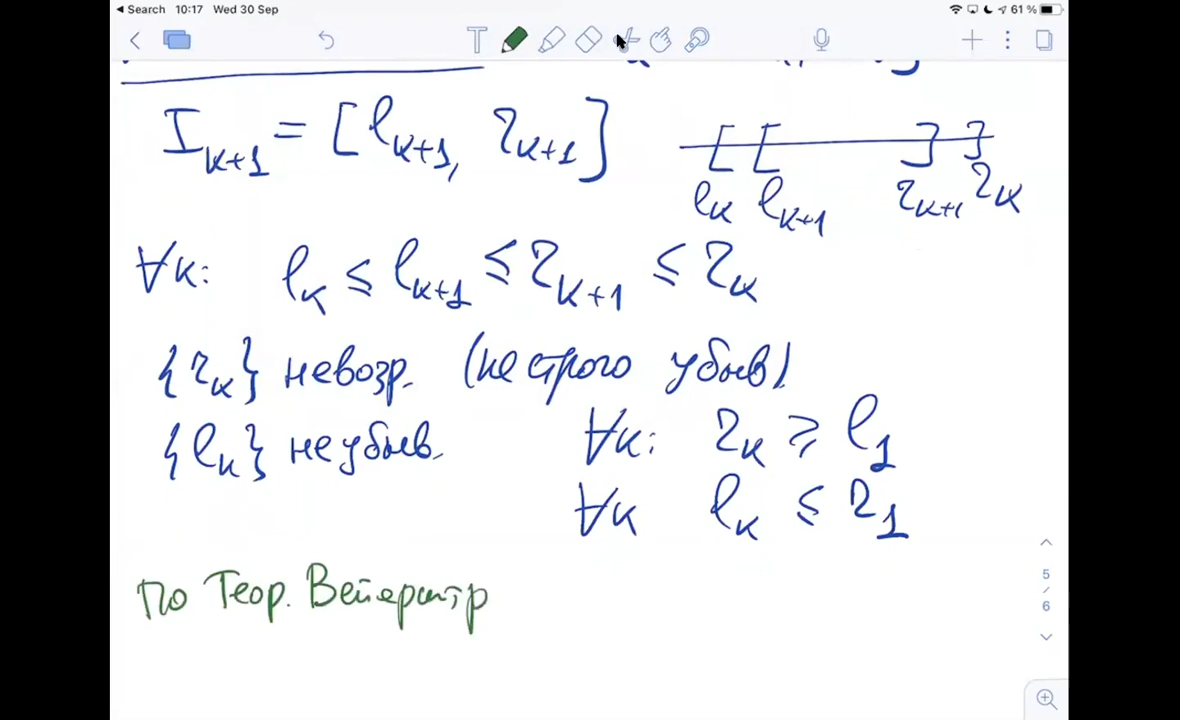 Search 10:17 Wed 30 Sep 61 %
I_{k+1} = [l_{k+1}, r_{k+1}]
[ [ ] ]
l_k l_{k+1} r_{k+1} r_k
∀k: l_k ≤ l_{k+1} ≤ r_{k+1} ≤ r_k
{r_k} невозр. (не строго убыв)
{l_k} неубыв. ∀k: r_k ⩾ l_1
∀k l_k ≤ r_1
По Теор. Вейерштр
5
/
6